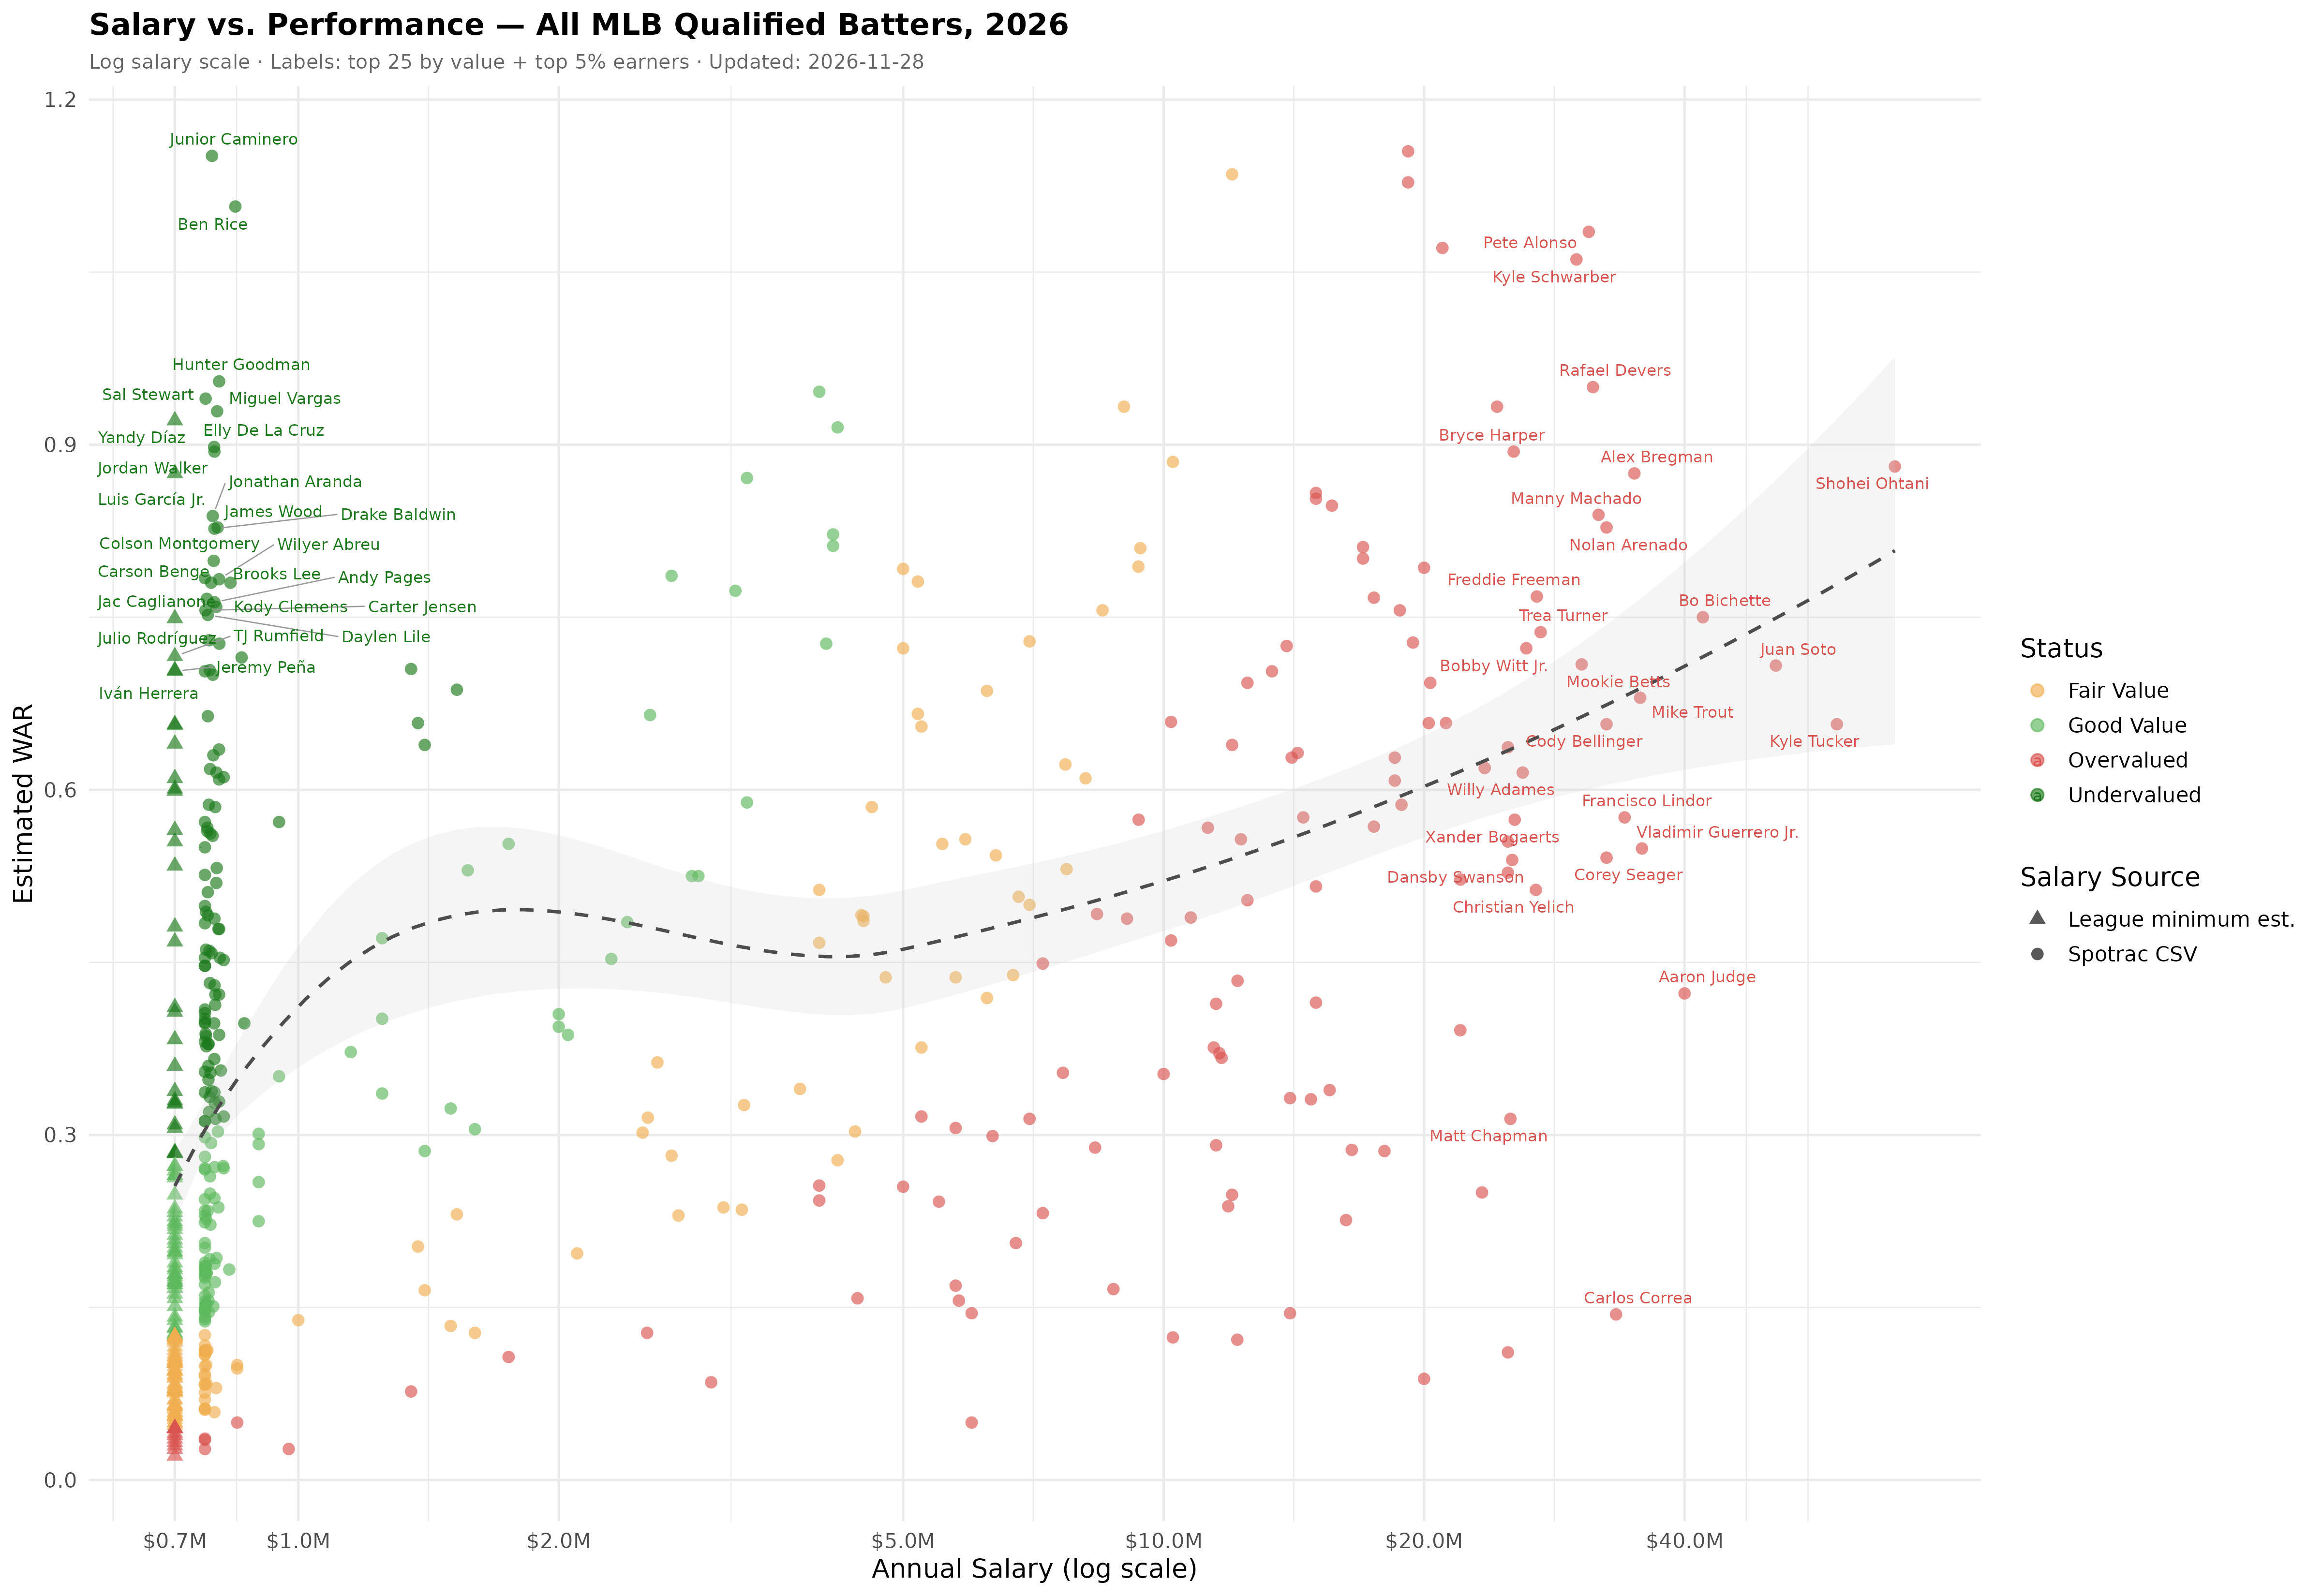 Salary vs. Performance — All MLB Qualified Batters, 2026
Log salary scale · Labels: top 25 by value + top 5% earners · Updated: 2026-11-28
1.2
0.9
0.6
0.3
0.0
Estimated WAR
Junior Caminero
Ben Rice
Pete Alonso
Kyle Schwarber
Hunter Goodman
Rafael Devers
Sal Stewart
Miguel Vargas
Yandy Díaz
Elly De La Cruz
Bryce Harper
Alex Bregman
Jordan Walker
Jonathan Aranda
Shohei Ohtani
Luis García Jr.
Manny Machado
James Wood
Drake Baldwin
Colson Montgomery
Wilyer Abreu
Nolan Arenado
Carson Benge
Brooks Lee
Andy Pages
Freddie Freeman
Jac Caglianone
Kody Clemens
Carter Jensen
Bo Bichette
Trea Turner
Julio Rodríguez
TJ Rumfield
Daylen Lile
Juan Soto
Jeremy Peña
Bobby Witt Jr.
Mookie Betts
Iván Herrera
Mike Trout
Cody Bellinger
Kyle Tucker
Willy Adames
Francisco Lindor
Xander Bogaerts
Vladimir Guerrero Jr.
Dansby Swanson
Corey Seager
Christian Yelich
Aaron Judge
Matt Chapman
Carlos Correa
$0.7M
$1.0M
$2.0M
$5.0M
$10.0M
$20.0M
$40.0M
Annual Salary (log scale)
Status
Fair Value
Good Value
a Overvalued
a Undervalued
Salary Source
League minimum est.
Spotrac CSV